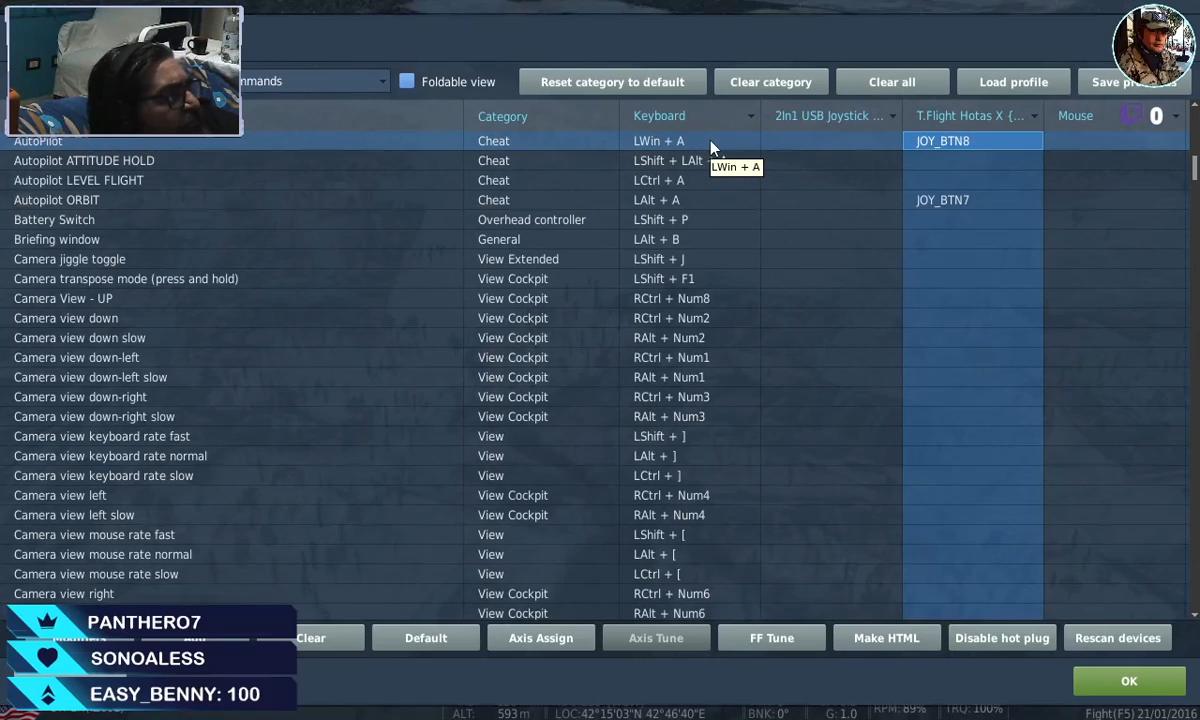 mmands Foldable view Reset category to default Clear category Clear all Load profile Save
Category Keyboard 2In1 USB Joystick ... T.Flight Hotas X {... Mouse 0
AutoPilot Cheat LWin + A JOY_BTN8
Autopilot ATTITUDE HOLD Cheat LShift + LAlt
LWin + A
Autopilot LEVEL FLIGHT Cheat LCtrl + A
Autopilot ORBIT Cheat LAlt + A JOY_BTN7
Battery Switch Overhead controller LShift + P
Briefing window General LAlt + B
Camera jiggle toggle View Extended LShift + J
Camera transpose mode (press and hold) View Cockpit LShift + F1
Camera View - UP View Cockpit RCtrl + Num8
Camera view down View Cockpit RCtrl + Num2
Camera view down slow View Cockpit RAlt + Num2
Camera view down-left View Cockpit RCtrl + Num1
Camera view down-left slow View Cockpit RAlt + Num1
Camera view down-right View Cockpit RCtrl + Num3
Camera view down-right slow View Cockpit RAlt + Num3
Camera view keyboard rate fast View LShift + ]
Camera view keyboard rate normal View LAlt + ]
Camera view keyboard rate slow View LCtrl + ]
Camera view left View Cockpit RCtrl + Num4
Camera view left slow View Cockpit RAlt + Num4
Camera view mouse rate fast View LShift + [
Camera view mouse rate normal View LAlt + [
Camera view mouse rate slow View LCtrl + [
Camera view right View Cockpit RCtrl + Num6
View Cockpit RAlt + Num6
PANTHERO7
Clear Default Axis Assign Axis Tune FF Tune Make HTML Disable hot plug Rescan devices
SONOALESS
OK
EASY_BENNY: 100
ALT: 593 m LOC:42°15'03"N 42°46'40"E BNK: 0° G: 1.0 RPM: 89% TRQ: 100% Fight(F5) 21/01/2016